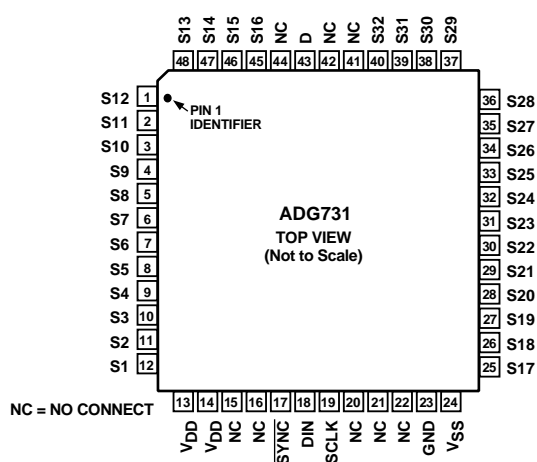 S13 S14 S15 S16 NC D NC NC S32 S31 S30 S29
48 47 46 45 44 43 42 41 40 39 38 37
S12 1
S11 2
S10 3
S9 4
S8 5
S7 6
S6 7
S5 8
S4 9
S3 10
S2 11
S1 12
PIN 1
IDENTIFIER
ADG731
TOP VIEW
(Not to Scale)
36 S28
35 S27
34 S26
33 S25
32 S24
31 S23
30 S22
29 S21
28 S20
27 S19
26 S18
25 S17
13 14 15 16 17 18 19 20 21 22 23 24
VDD VDD NC NC SYNC DIN SCLK NC NC NC GND VSS
NC = NO CONNECT